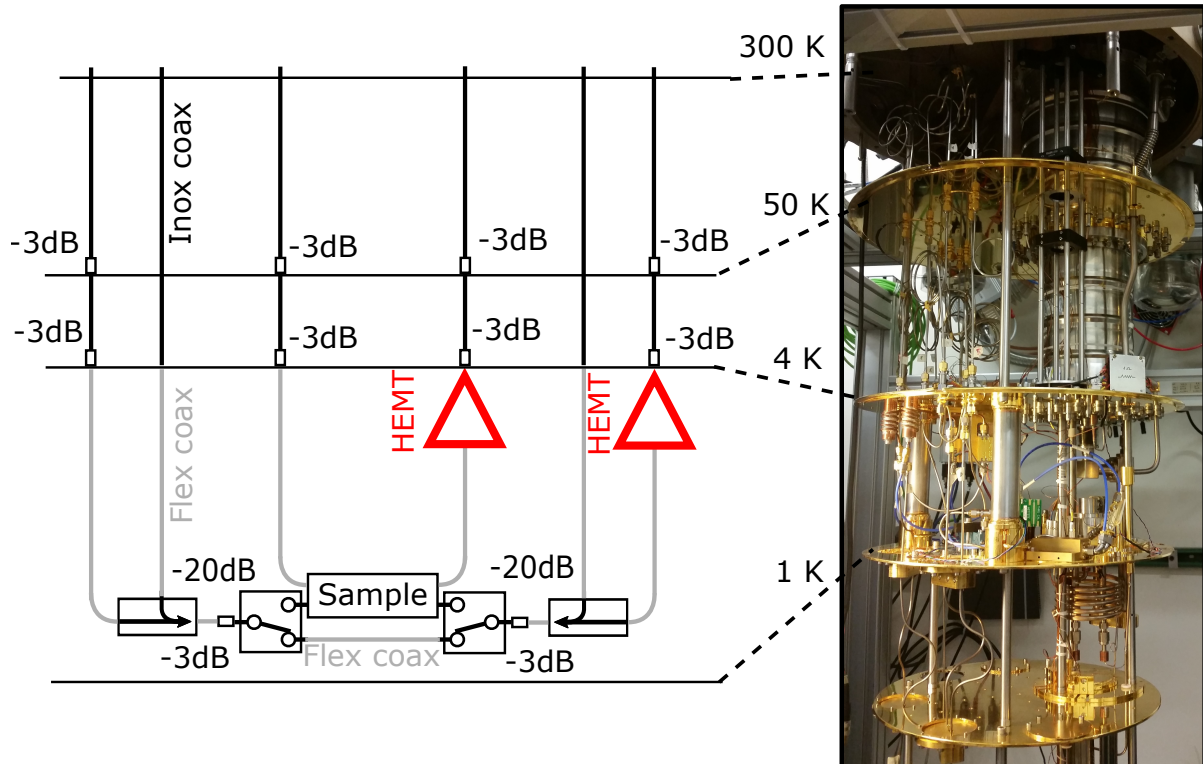 300 K
Inox coax
50 K
-3dB
-3dB
-3dB
-3dB
-3dB
-3dB
-3dB
-3dB
4 K
HEMT
HEMT
Flex coax
-20dB
Sample
-20dB
1 K
-3dB
Flex coax
-3dB